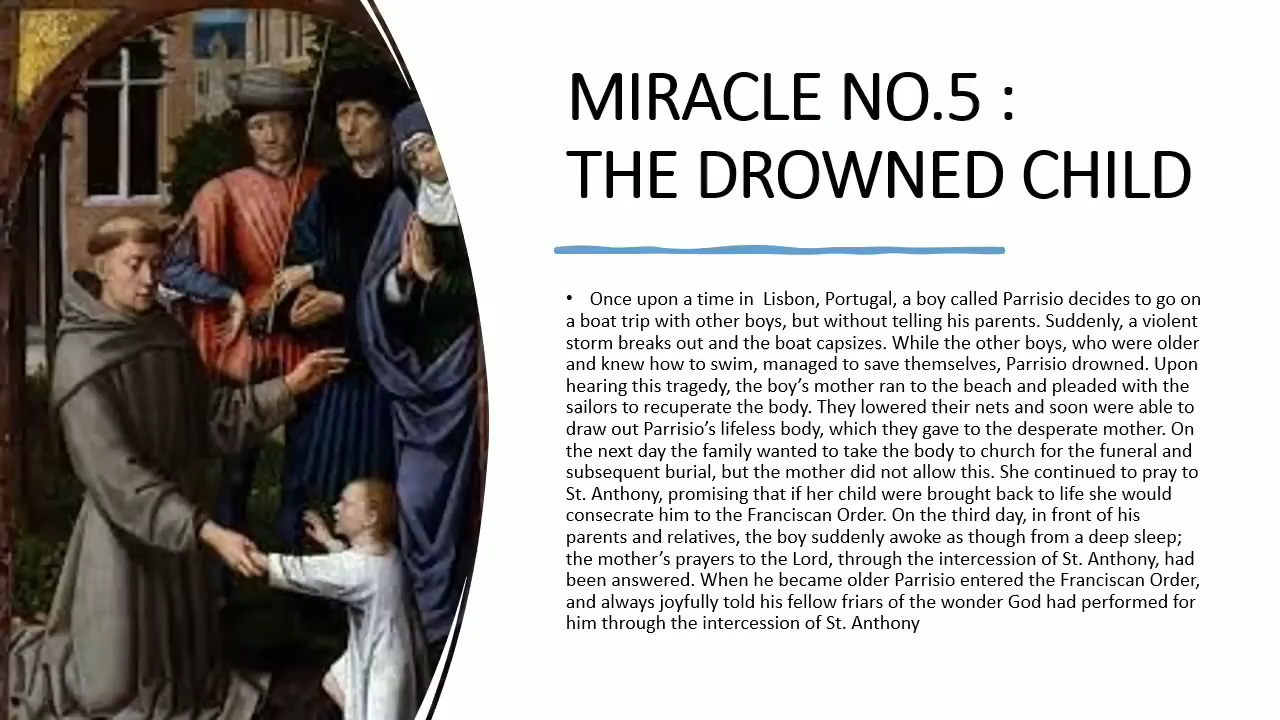 MIRACLE NO.5 :
THE DROWNED CHILD
• Once upon a time in  Lisbon, Portugal, a boy called Parrisio decides to go on
a boat trip with other boys, but without telling his parents. Suddenly, a violent
storm breaks out and the boat capsizes. While the other boys, who were older
and knew how to swim, managed to save themselves, Parrisio drowned. Upon
hearing this tragedy, the boy’s mother ran to the beach and pleaded with the
sailors to recuperate the body. They lowered their nets and soon were able to
draw out Parrisio’s lifeless body, which they gave to the desperate mother. On
the next day the family wanted to take the body to church for the funeral and
subsequent burial, but the mother did not allow this. She continued to pray to
St. Anthony, promising that if her child were brought back to life she would
consecrate him to the Franciscan Order. On the third day, in front of his
parents and relatives, the boy suddenly awoke as though from a deep sleep;
the mother’s prayers to the Lord, through the intercession of St. Anthony, had
been answered. When he became older Parrisio entered the Franciscan Order,
and always joyfully told his fellow friars of the wonder God had performed for
him through the intercession of St. Anthony